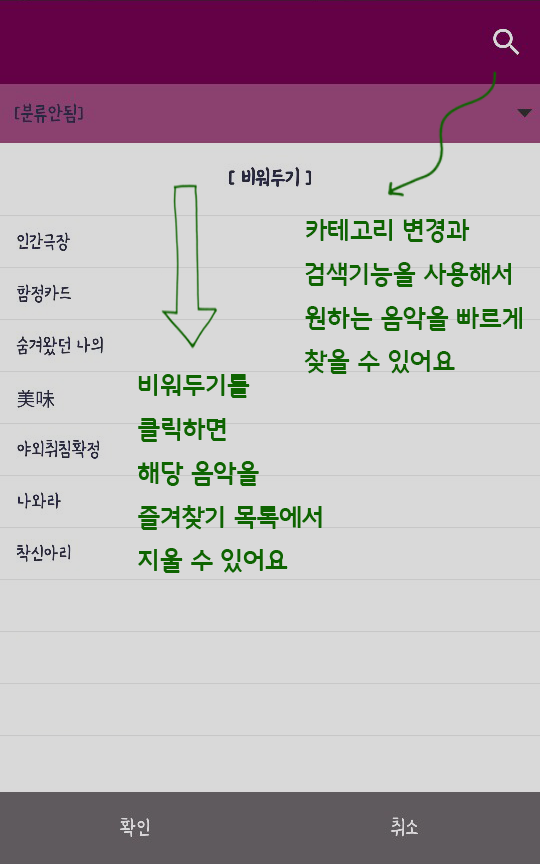 [분류안됨]
[ 비워두기 ]
인간극장
함정카드
숨겨왔던 나의
美味
야외취침확정
나와라
착신아리
카테고리 변경과
검색기능을 사용해서
원하는 음악을 빠르게
찾을 수 있어요
비워두기를
클릭하면
해당 음악을
즐겨찾기 목록에서
지울 수 있어요
확인
취소